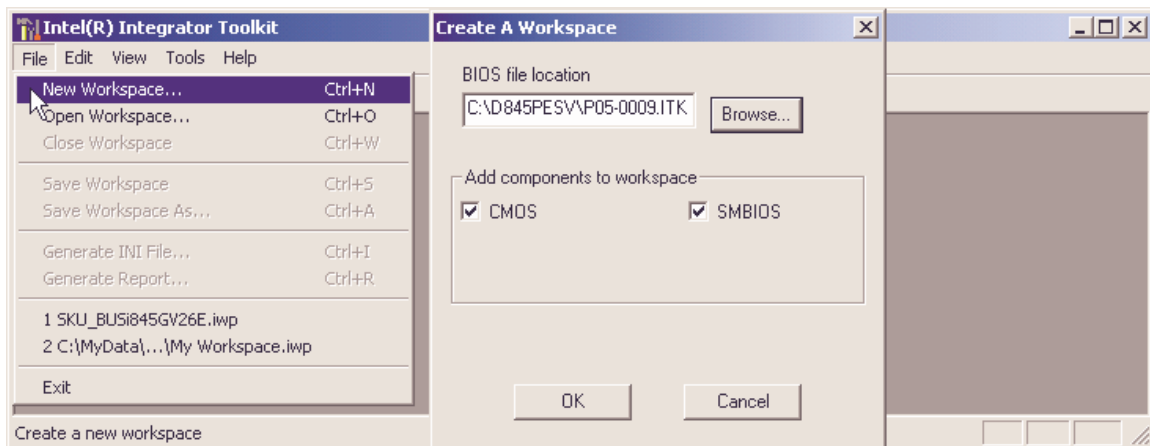 Intel(R) Integrator Toolkit
File Edit View Tools Help
New Workspace... Ctrl+N
Open Workspace... Ctrl+O
Close Workspace Ctrl+W
Save Workspace Ctrl+S
Save Workspace As... Ctrl+A
Generate INI File... Ctrl+I
Generate Report... Ctrl+R
1 SKU_BUSi845GV26E.iwp
2 C:\MyData\...\My Workspace.iwp
Exit
Create a new workspace
Create A Workspace
BIOS file location
C:\D845PESV\P05-0009.ITK Browse...
Add components to workspace
CMOS SMBIOS
OK Cancel